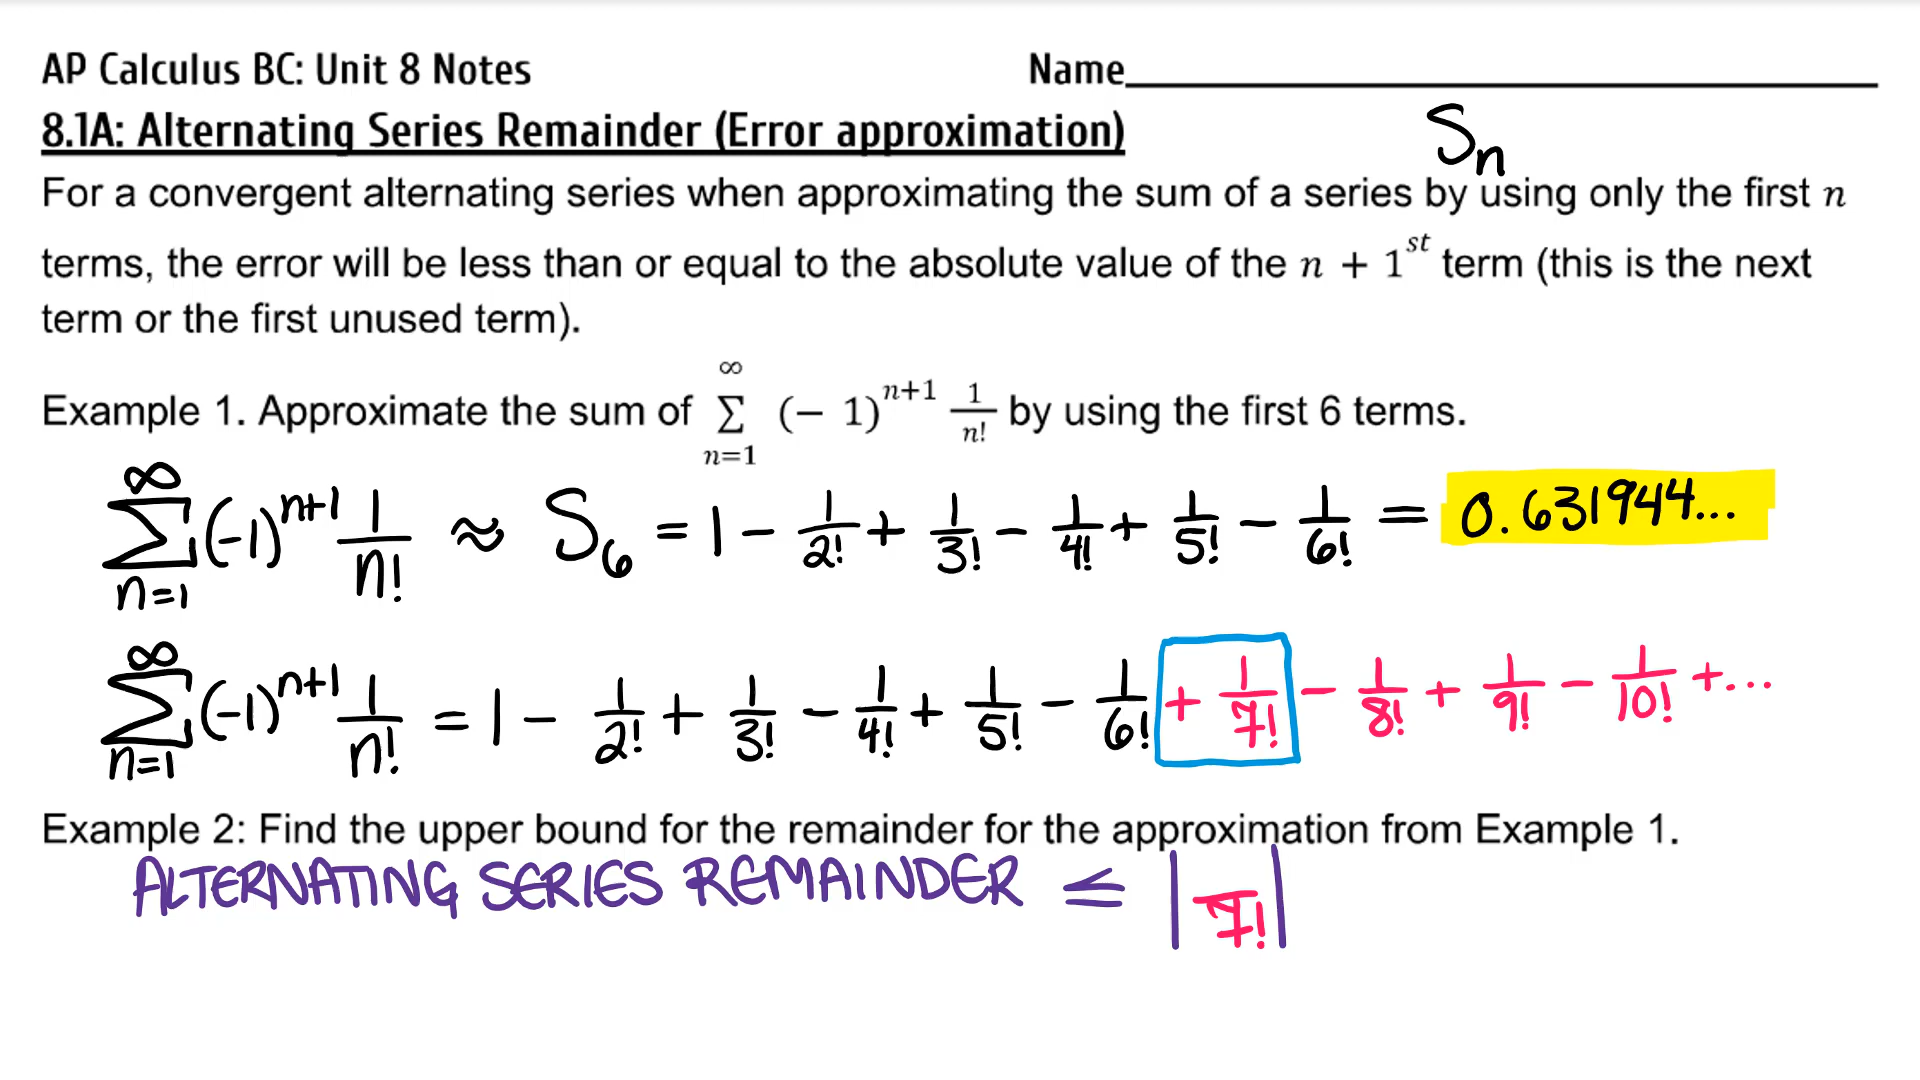 AP Calculus BC: Unit 8 Notes Name
8.1A: Alternating Series Remainder (Error approximation)
Sₙ
For a convergent alternating series when approximating the sum of a series by using only the first n
terms, the error will be less than or equal to the absolute value of the n + 1ˢᵗ term (this is the next
term or the first unused term).
Example 1. Approximate the sum of ∑_{n=1}^{∞} (− 1)^{n+1} 1/n! by using the first 6 terms.
∑_{n=1}^{∞} (-1)^{n+1} 1/n! ≈ S₆ = 1 - 1/2! + 1/3! - 1/4! + 1/5! - 1/6! = 0.631944...
∑_{n=1}^{∞} (-1)^{n+1} 1/n! = 1 - 1/2! + 1/3! - 1/4! + 1/5! - 1/6! + 1/7! - 1/8! + 1/9! - 1/10! + ...
Example 2: Find the upper bound for the remainder for the approximation from Example 1.
ALTERNATING SERIES REMAINDER ≤ | /7! |